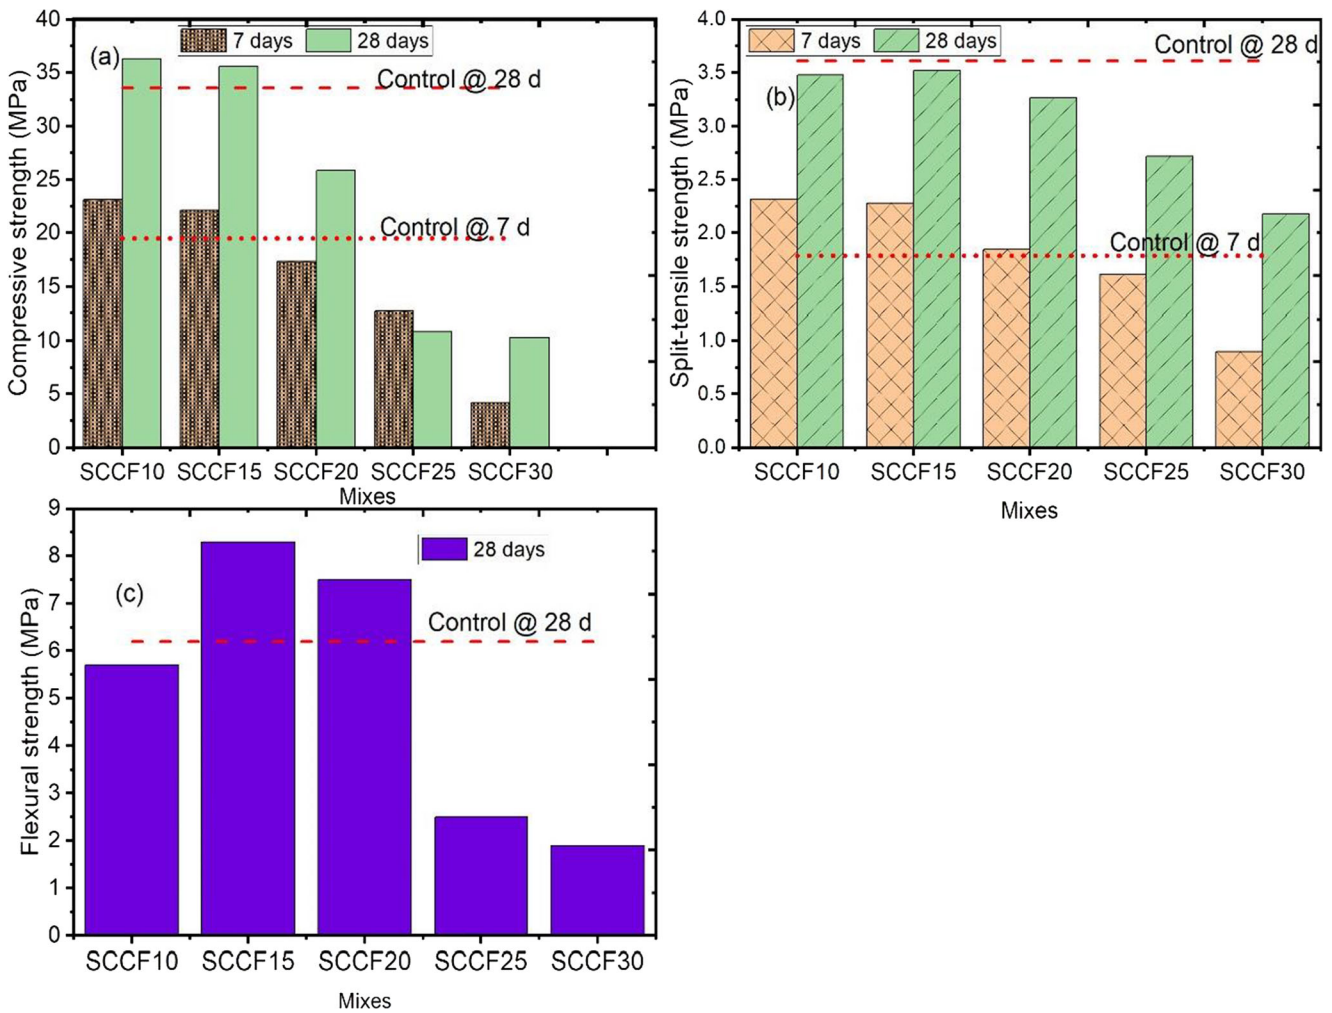 (a)
7 days
28 days
Control @ 28 d
Control @ 7 d
Compressive strength (MPa)
40
35
30
25
20
15
10
5
0
SCCF10 SCCF15 SCCF20 SCCF25 SCCF30
Mixes
(b)
7 days
28 days
Control @ 28 d
Control @ 7 d
Split-tensile strength (MPa)
4.0
3.5
3.0
2.5
2.0
1.5
1.0
0.5
0.0
SCCF10 SCCF15 SCCF20 SCCF25 SCCF30
Mixes
(c)
28 days
Control @ 28 d
Flexural strength (MPa)
9
8
7
6
5
4
3
2
1
0
SCCF10 SCCF15 SCCF20 SCCF25 SCCF30
Mixes